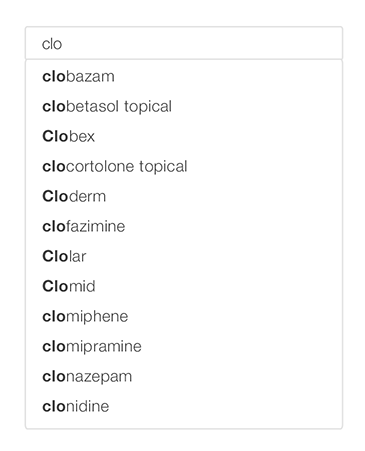 clo
clobazam
clobetasol topical
Clobex
clocortolone topical
Cloderm
clofazimine
Clolar
Clomid
clomiphene
clomipramine
clonazepam
clonidine